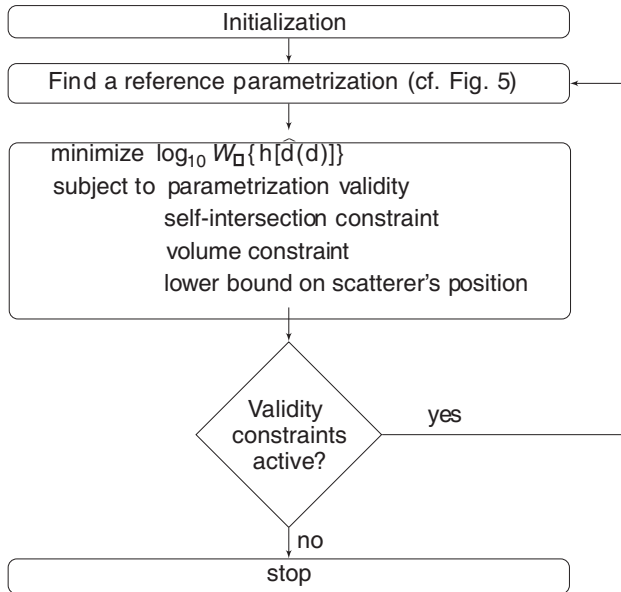 Initialization
Find a reference parametrization (cf. Fig. 5)
minimize log₁₀ W□{h[d̂(d)]}
subject to parametrization validity
self-intersection constraint
volume constraint
lower bound on scatterer's position
Validity
constraints
active?
yes
no
stop